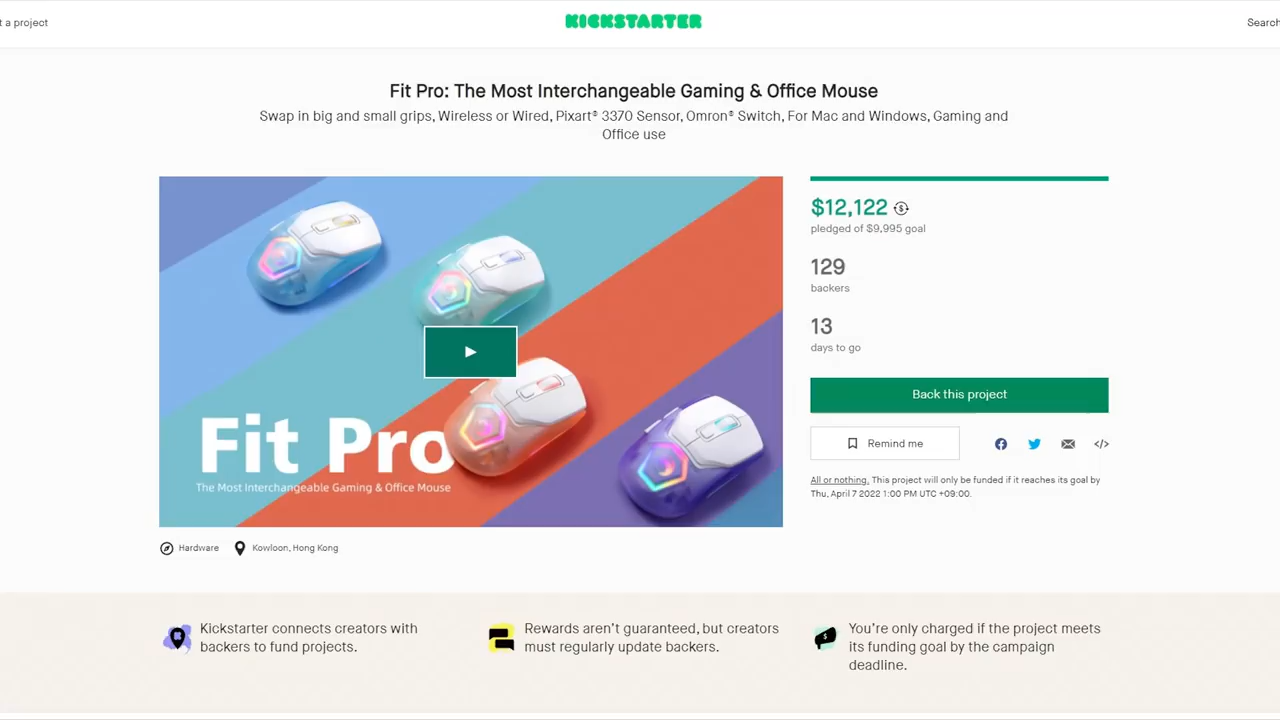 t a project
KICKSTARTER
Search
Fit Pro: The Most Interchangeable Gaming & Office Mouse
Swap in big and small grips, Wireless or Wired, Pixart® 3370 Sensor, Omron® Switch, For Mac and Windows, Gaming and
Office use
Fit Pro
The Most Interchangeable Gaming & Office Mouse
$12,122
pledged of $9,995 goal
129
backers
13
days to go
Back this project
Remind me
All or nothing. This project will only be funded if it reaches its goal by
Thu, April 7 2022 1:00 PM UTC +09:00.
Hardware
Kowloon, Hong Kong
Kickstarter connects creators with
backers to fund projects.
Rewards aren't guaranteed, but creators
must regularly update backers.
You're only charged if the project meets
its funding goal by the campaign
deadline.